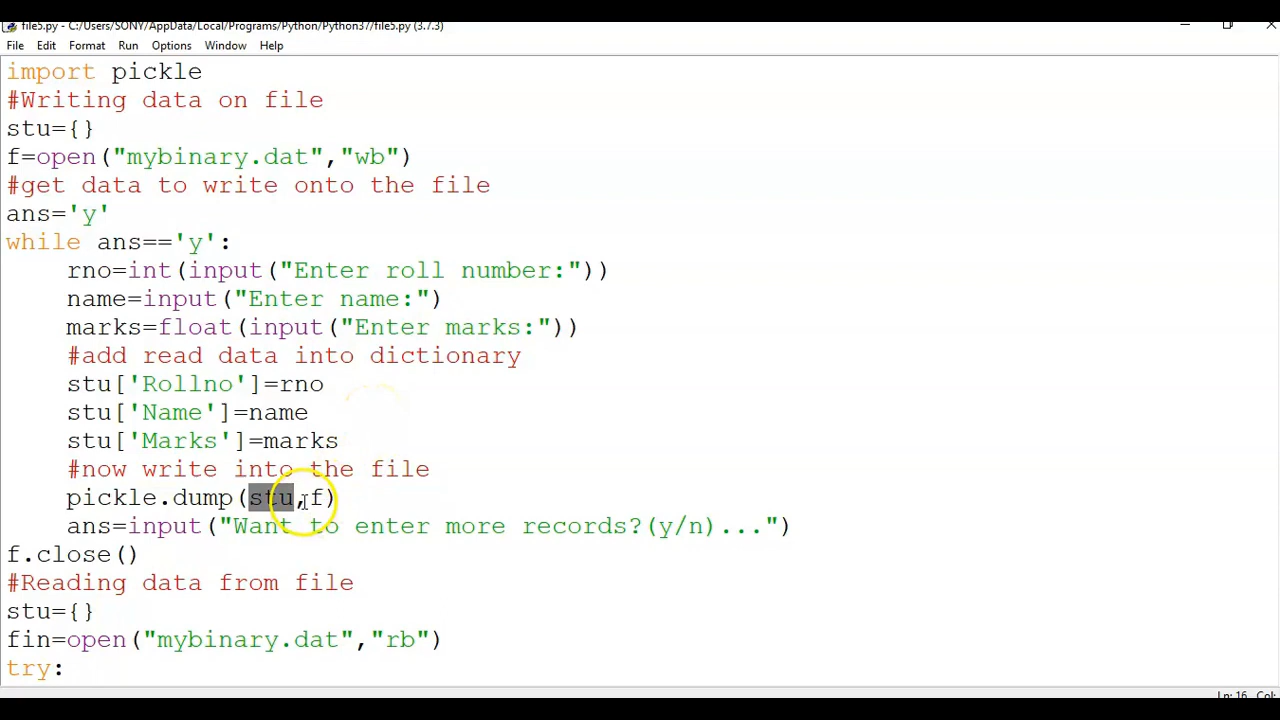 file5.py - C:/Users/SONY/AppData/Local/Programs/Python/Python37/file5.py (3.7.3)
File Edit Format Run Options Window Help
import pickle
#Writing data on file
stu={}
f=open("mybinary.dat","wb")
#get data to write onto the file
ans='y'
while ans=='y':
    rno=int(input("Enter roll number:"))
    name=input("Enter name:")
    marks=float(input("Enter marks:"))
    #add read data into dictionary
    stu['Rollno']=rno
    stu['Name']=name
    stu['Marks']=marks
    #now write into the file
    pickle.dump(stu,f)
    ans=input("Want to enter more records?(y/n)...")
f.close()
#Reading data from file
stu={}
fin=open("mybinary.dat","rb")
try:
Ln: 16 Col: